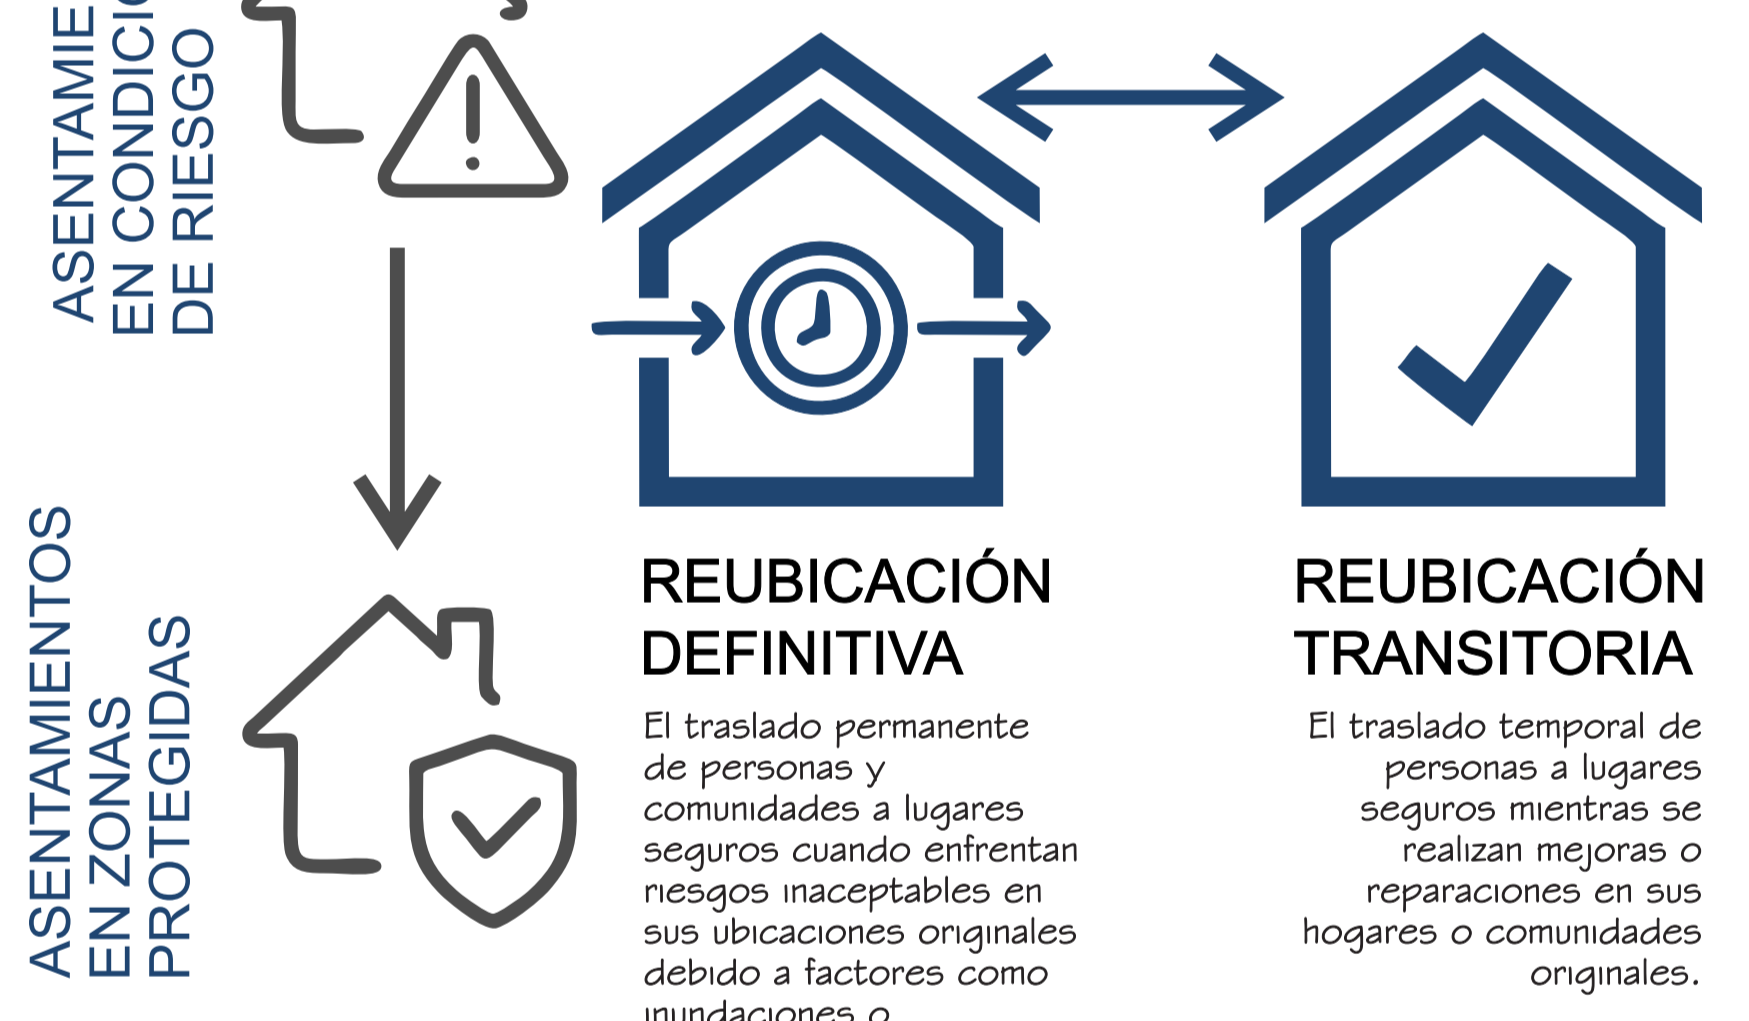 EN
DE RIESGO
ASENTAMIENTOS
EN ZONAS
PROTEGIDAS
REUBICACIÓN
DEFINITIVA
El traslado permanente
de personas y
comunidades a lugares
seguros cuando enfrentan
riesgos inaceptables en
sus ubicaciones originales
debido a factores como
inundaciones o
REUBICACIÓN
TRANSITORIA
El traslado temporal de
personas a lugares
seguros mientras se
realizan mejoras o
reparaciones en sus
hogares o comunidades
originales.